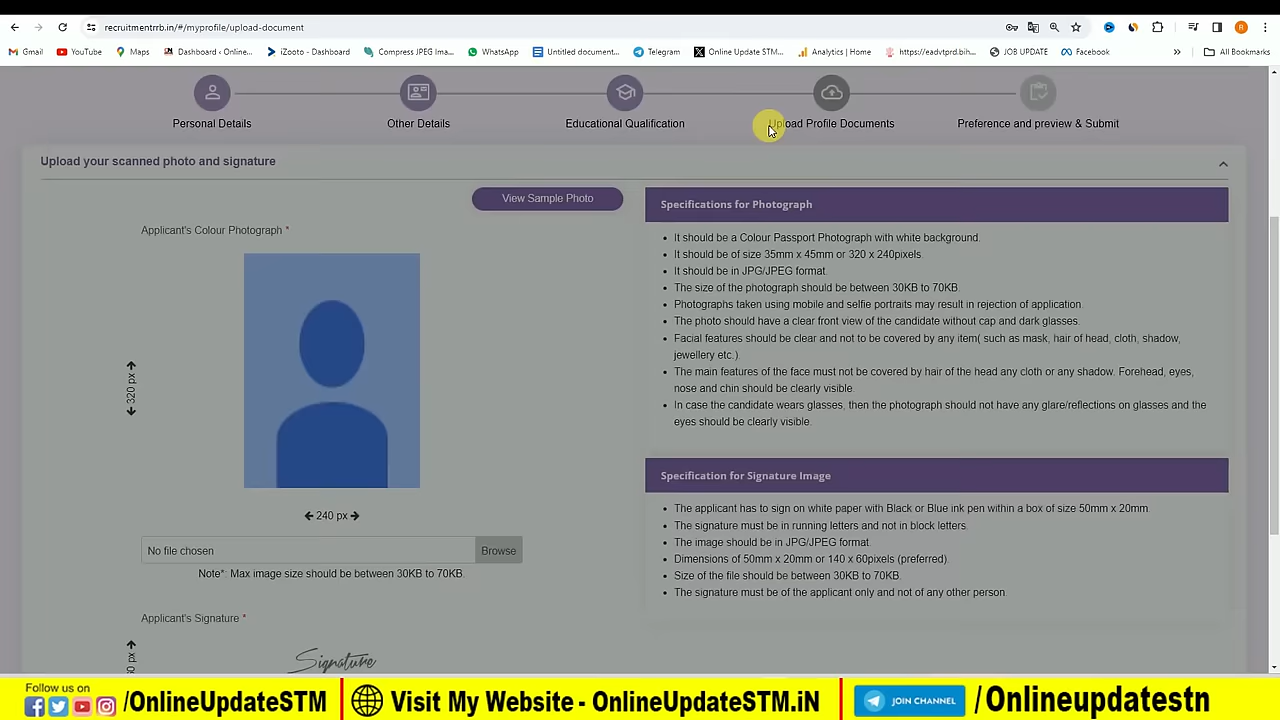 recruitmentrrb.in/#/myprofile/upload-document
Gmail YouTube Maps Dashboard ‹ Online... iZooto - Dashboard Compress JPEG Ima... WhatsApp Untitled document... Telegram Online Update STM... Analytics | Home https://eadvtprd.bih... JOB UPDATE Facebook » All Bookmarks
Personal Details Other Details Educational Qualification Upload Profile Documents Preference and preview & Submit
Upload your scanned photo and signature
View Sample Photo
Applicant's Colour Photograph *
320 px
240 px
No file chosen Browse
Note*: Max image size should be between 30KB to 70KB.
Applicant's Signature *
Signature
Specifications for Photograph
It should be a Colour Passport Photograph with white background.
It should be of size 35mm x 45mm or 320 x 240pixels.
It should be in JPG/JPEG format.
The size of the photograph should be between 30KB to 70KB.
Photographs taken using mobile and selfie portraits may result in rejection of application.
The photo should have a clear front view of the candidate without cap and dark glasses.
Facial features should be clear and not to be covered by any item( such as mask, hair of head, cloth, shadow,
jewellery etc.).
The main features of the face must not be covered by hair of the head any cloth or any shadow. Forehead, eyes,
nose and chin should be clearly visible.
In case the candidate wears glasses, then the photograph should not have any glare/reflections on glasses and the
eyes should be clearly visible.
Specification for Signature Image
The applicant has to sign on white paper with Black or Blue ink pen within a box of size 50mm x 20mm.
The signature must be in running letters and not in block letters.
The image should be in JPG/JPEG format.
Dimensions of 50mm x 20mm or 140 x 60pixels (preferred).
Size of the file should be between 30KB to 70KB.
The signature must be of the applicant only and not of any other person.
Follow us on
/OnlineUpdateSTM Visit My Website - OnlineUpdateSTM.iN JOIN CHANNEL /Onlineupdatestn